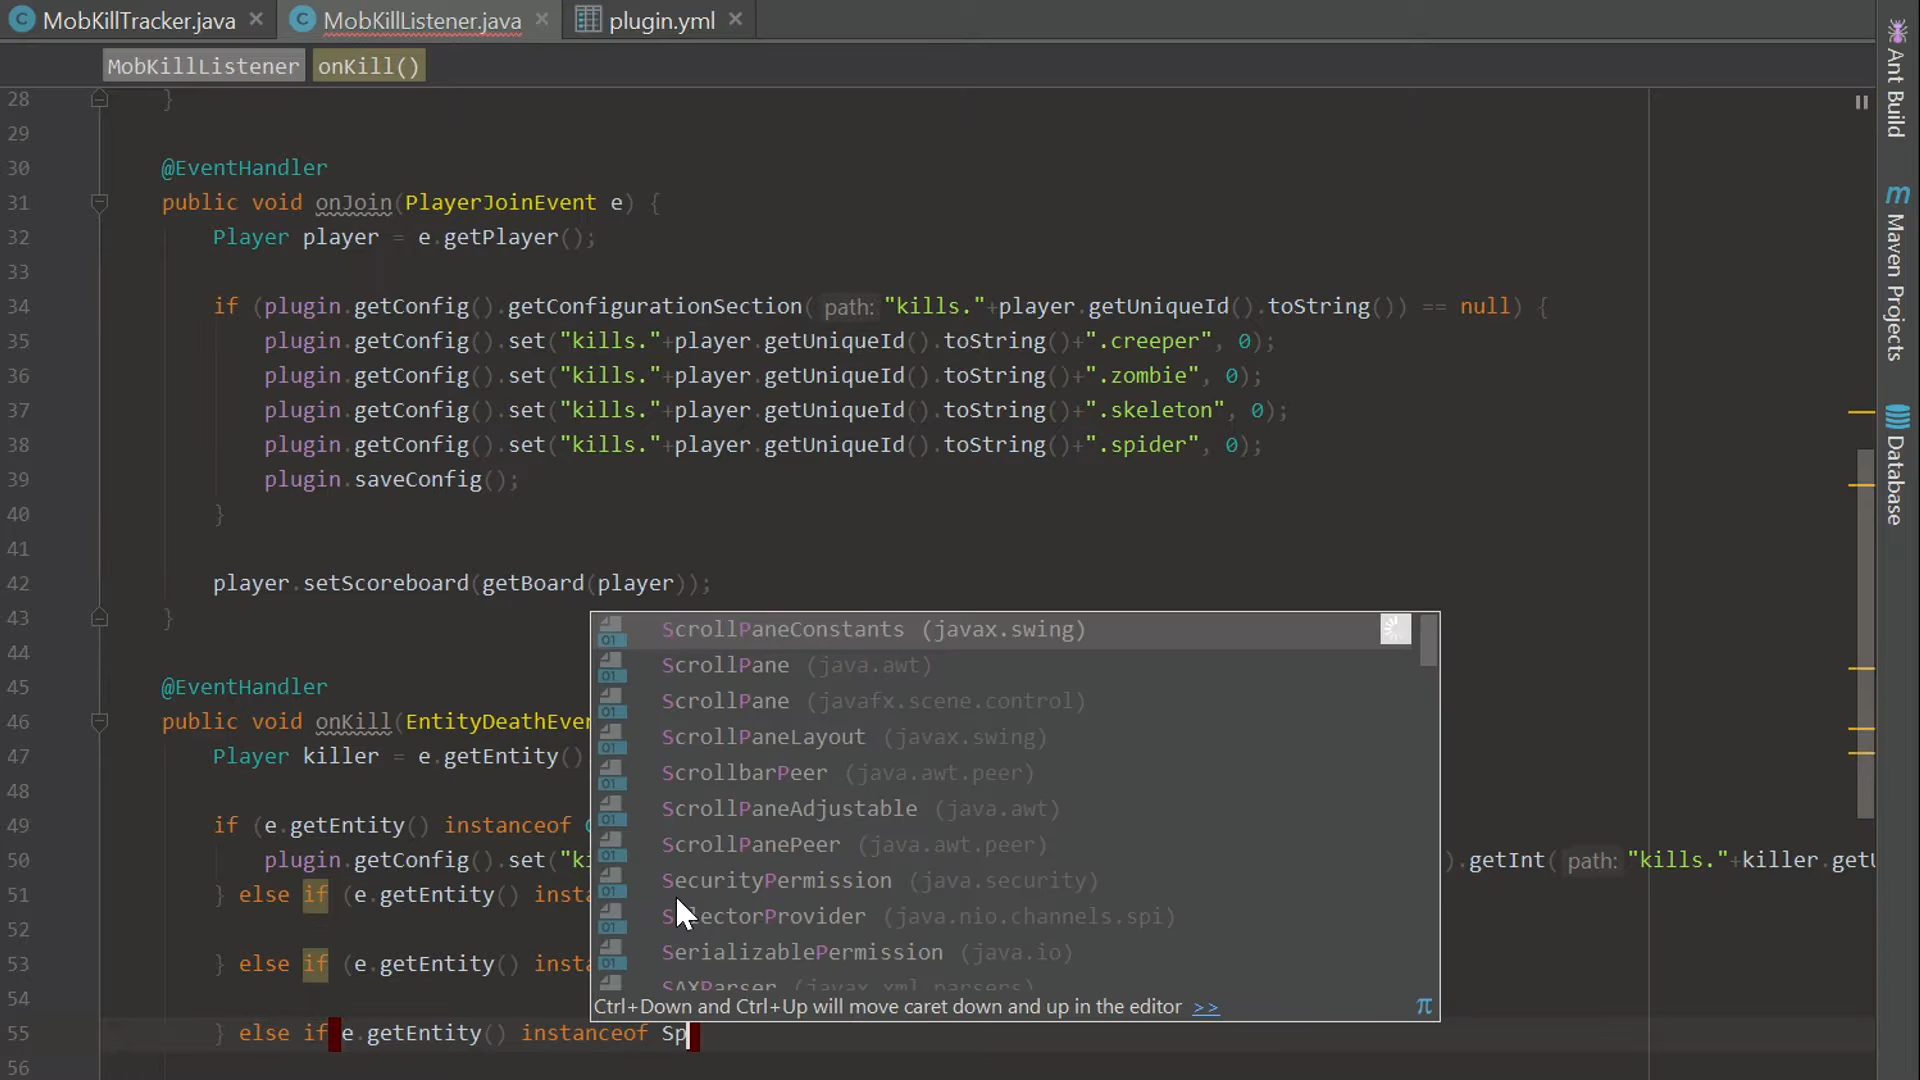 MobKillTracker.java
MobKillListener.java
plugin.yml
MobKillListener
onKill()
28 }
29
30 @EventHandler
31 public void onJoin(PlayerJoinEvent e) {
32 Player player = e.getPlayer();
33
34 if (plugin.getConfig().getConfigurationSection( path: "kills."+player.getUniqueId().toString()) == null) {
35 plugin.getConfig().set("kills."+player.getUniqueId().toString()+".creeper", 0);
36 plugin.getConfig().set("kills."+player.getUniqueId().toString()+".zombie", 0);
37 plugin.getConfig().set("kills."+player.getUniqueId().toString()+".skeleton", 0);
38 plugin.getConfig().set("kills."+player.getUniqueId().toString()+".spider", 0);
39 plugin.saveConfig();
40 }
41
42 player.setScoreboard(getBoard(player));
43 }
44
45 @EventHandler
46 public void onKill(EntityDeathEven
47 Player killer = e.getEntity()
48
49 if (e.getEntity() instanceof
50 plugin.getConfig().set("ki ).getInt( path: "kills."+killer.getU
51 } else if (e.getEntity() insta
52
53 } else if (e.getEntity() insta
54
55 } else if e.getEntity() instanceof Sp
56
ScrollPaneConstants (javax.swing)
ScrollPane (java.awt)
ScrollPane (javafx.scene.control)
ScrollPaneLayout (javax.swing)
ScrollbarPeer (java.awt.peer)
ScrollPaneAdjustable (java.awt)
ScrollPanePeer (java.awt.peer)
SecurityPermission (java.security)
SelectorProvider (java.nio.channels.spi)
SerializablePermission (java.io)
SAXParser (javax.xml.parsers)
Ctrl+Down and Ctrl+Up will move caret down and up in the editor >> π
Ant Build
m Maven Projects
Database